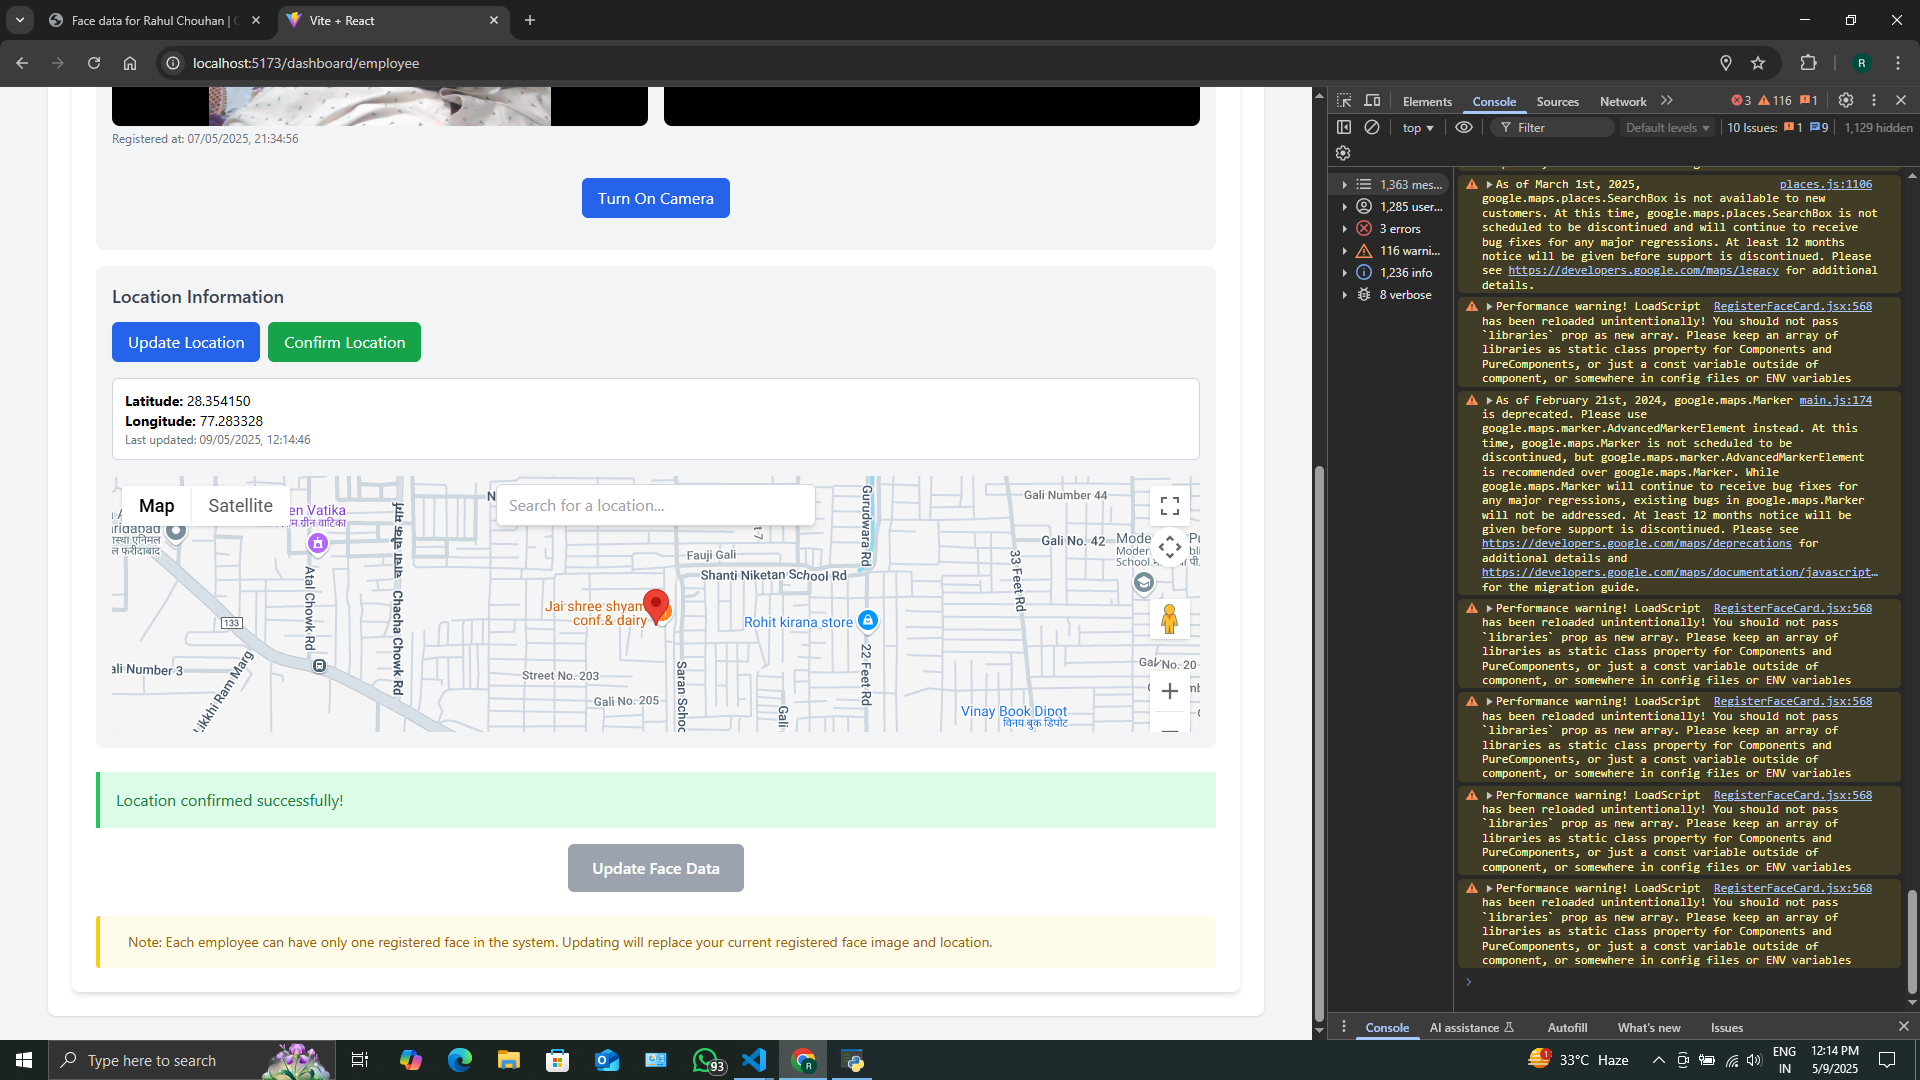 Face data for Rahul Chouhan |
Vite + React
localhost:5173/dashboard/employee
R
Registered at: 07/05/2025, 21:34:56
Turn On Camera
Location Information
Update Location
Confirm Location
Latitude: 28.354150
Longitude: 77.283328
Last updated: 09/05/2025, 12:14:46
Map
Satellite
Search for a location...
Gali Number 44
Gurudwara Rd
Gali No. 42
Fauji Gali
Shanti Niketan School Rd
33 Feet Rd
Atal Chowk Rd
Chacha Chowk Rd
Jai shree shyam
conf.& dairy
Rohit kirana store
133
ali Number 3
Likkhi Ram Marg
Street No. 203
Gali No. 205
Saran Schoo
Gali
22 Feet Rd
Vinay Book Dipot
विनय बुक डिपोट
Location confirmed successfully!
Update Face Data
Note: Each employee can have only one registered face in the system. Updating will replace your current registered face image and location.
Elements
Console
Sources
Network
3
116
1
top
Filter
Default levels
10 Issues:
1
9
1,129 hidden
1,363 mes...
1,285 user...
3 errors
116 warni...
1,236 info
8 verbose
As of March 1st, 2025, places.js:1106
google.maps.places.SearchBox is not available to new
customers. At this time, google.maps.places.SearchBox is not
scheduled to be discontinued and will continue to receive
bug fixes for any major regressions. At least 12 months
notice will be given before support is discontinued. Please
see https://developers.google.com/maps/legacy for additional
details.
Performance warning! LoadScript RegisterFaceCard.jsx:568
has been reloaded unintentionally! You should not pass
`libraries` prop as new array. Please keep an array of
libraries as static class property for Components and
PureComponents, or just a const variable outside of
component, or somewhere in config files or ENV variables
As of February 21st, 2024, google.maps.Marker main.js:174
is deprecated. Please use
google.maps.marker.AdvancedMarkerElement instead. At this
time, google.maps.Marker is not scheduled to be
discontinued, but google.maps.marker.AdvancedMarkerElement
is recommended over google.maps.Marker. While
google.maps.Marker will continue to receive bug fixes for
any major regressions, existing bugs in google.maps.Marker
will not be addressed. At least 12 months notice will be
given before support is discontinued. Please see
https://developers.google.com/maps/deprecations for
additional details and
https://developers.google.com/maps/documentation/javascript…
for the migration guide.
Performance warning! LoadScript RegisterFaceCard.jsx:568
has been reloaded unintentionally! You should not pass
`libraries` prop as new array. Please keep an array of
libraries as static class property for Components and
PureComponents, or just a const variable outside of
component, or somewhere in config files or ENV variables
Performance warning! LoadScript RegisterFaceCard.jsx:568
has been reloaded unintentionally! You should not pass
`libraries` prop as new array. Please keep an array of
libraries as static class property for Components and
PureComponents, or just a const variable outside of
component, or somewhere in config files or ENV variables
Performance warning! LoadScript RegisterFaceCard.jsx:568
has been reloaded unintentionally! You should not pass
`libraries` prop as new array. Please keep an array of
libraries as static class property for Components and
PureComponents, or just a const variable outside of
component, or somewhere in config files or ENV variables
Performance warning! LoadScript RegisterFaceCard.jsx:568
has been reloaded unintentionally! You should not pass
`libraries` prop as new array. Please keep an array of
libraries as static class property for Components and
PureComponents, or just a const variable outside of
component, or somewhere in config files or ENV variables
Console
AI assistance
Autofill
What's new
Issues
Type here to search
93
1
33°C Haze
ENG
IN
12:14 PM
5/9/2025